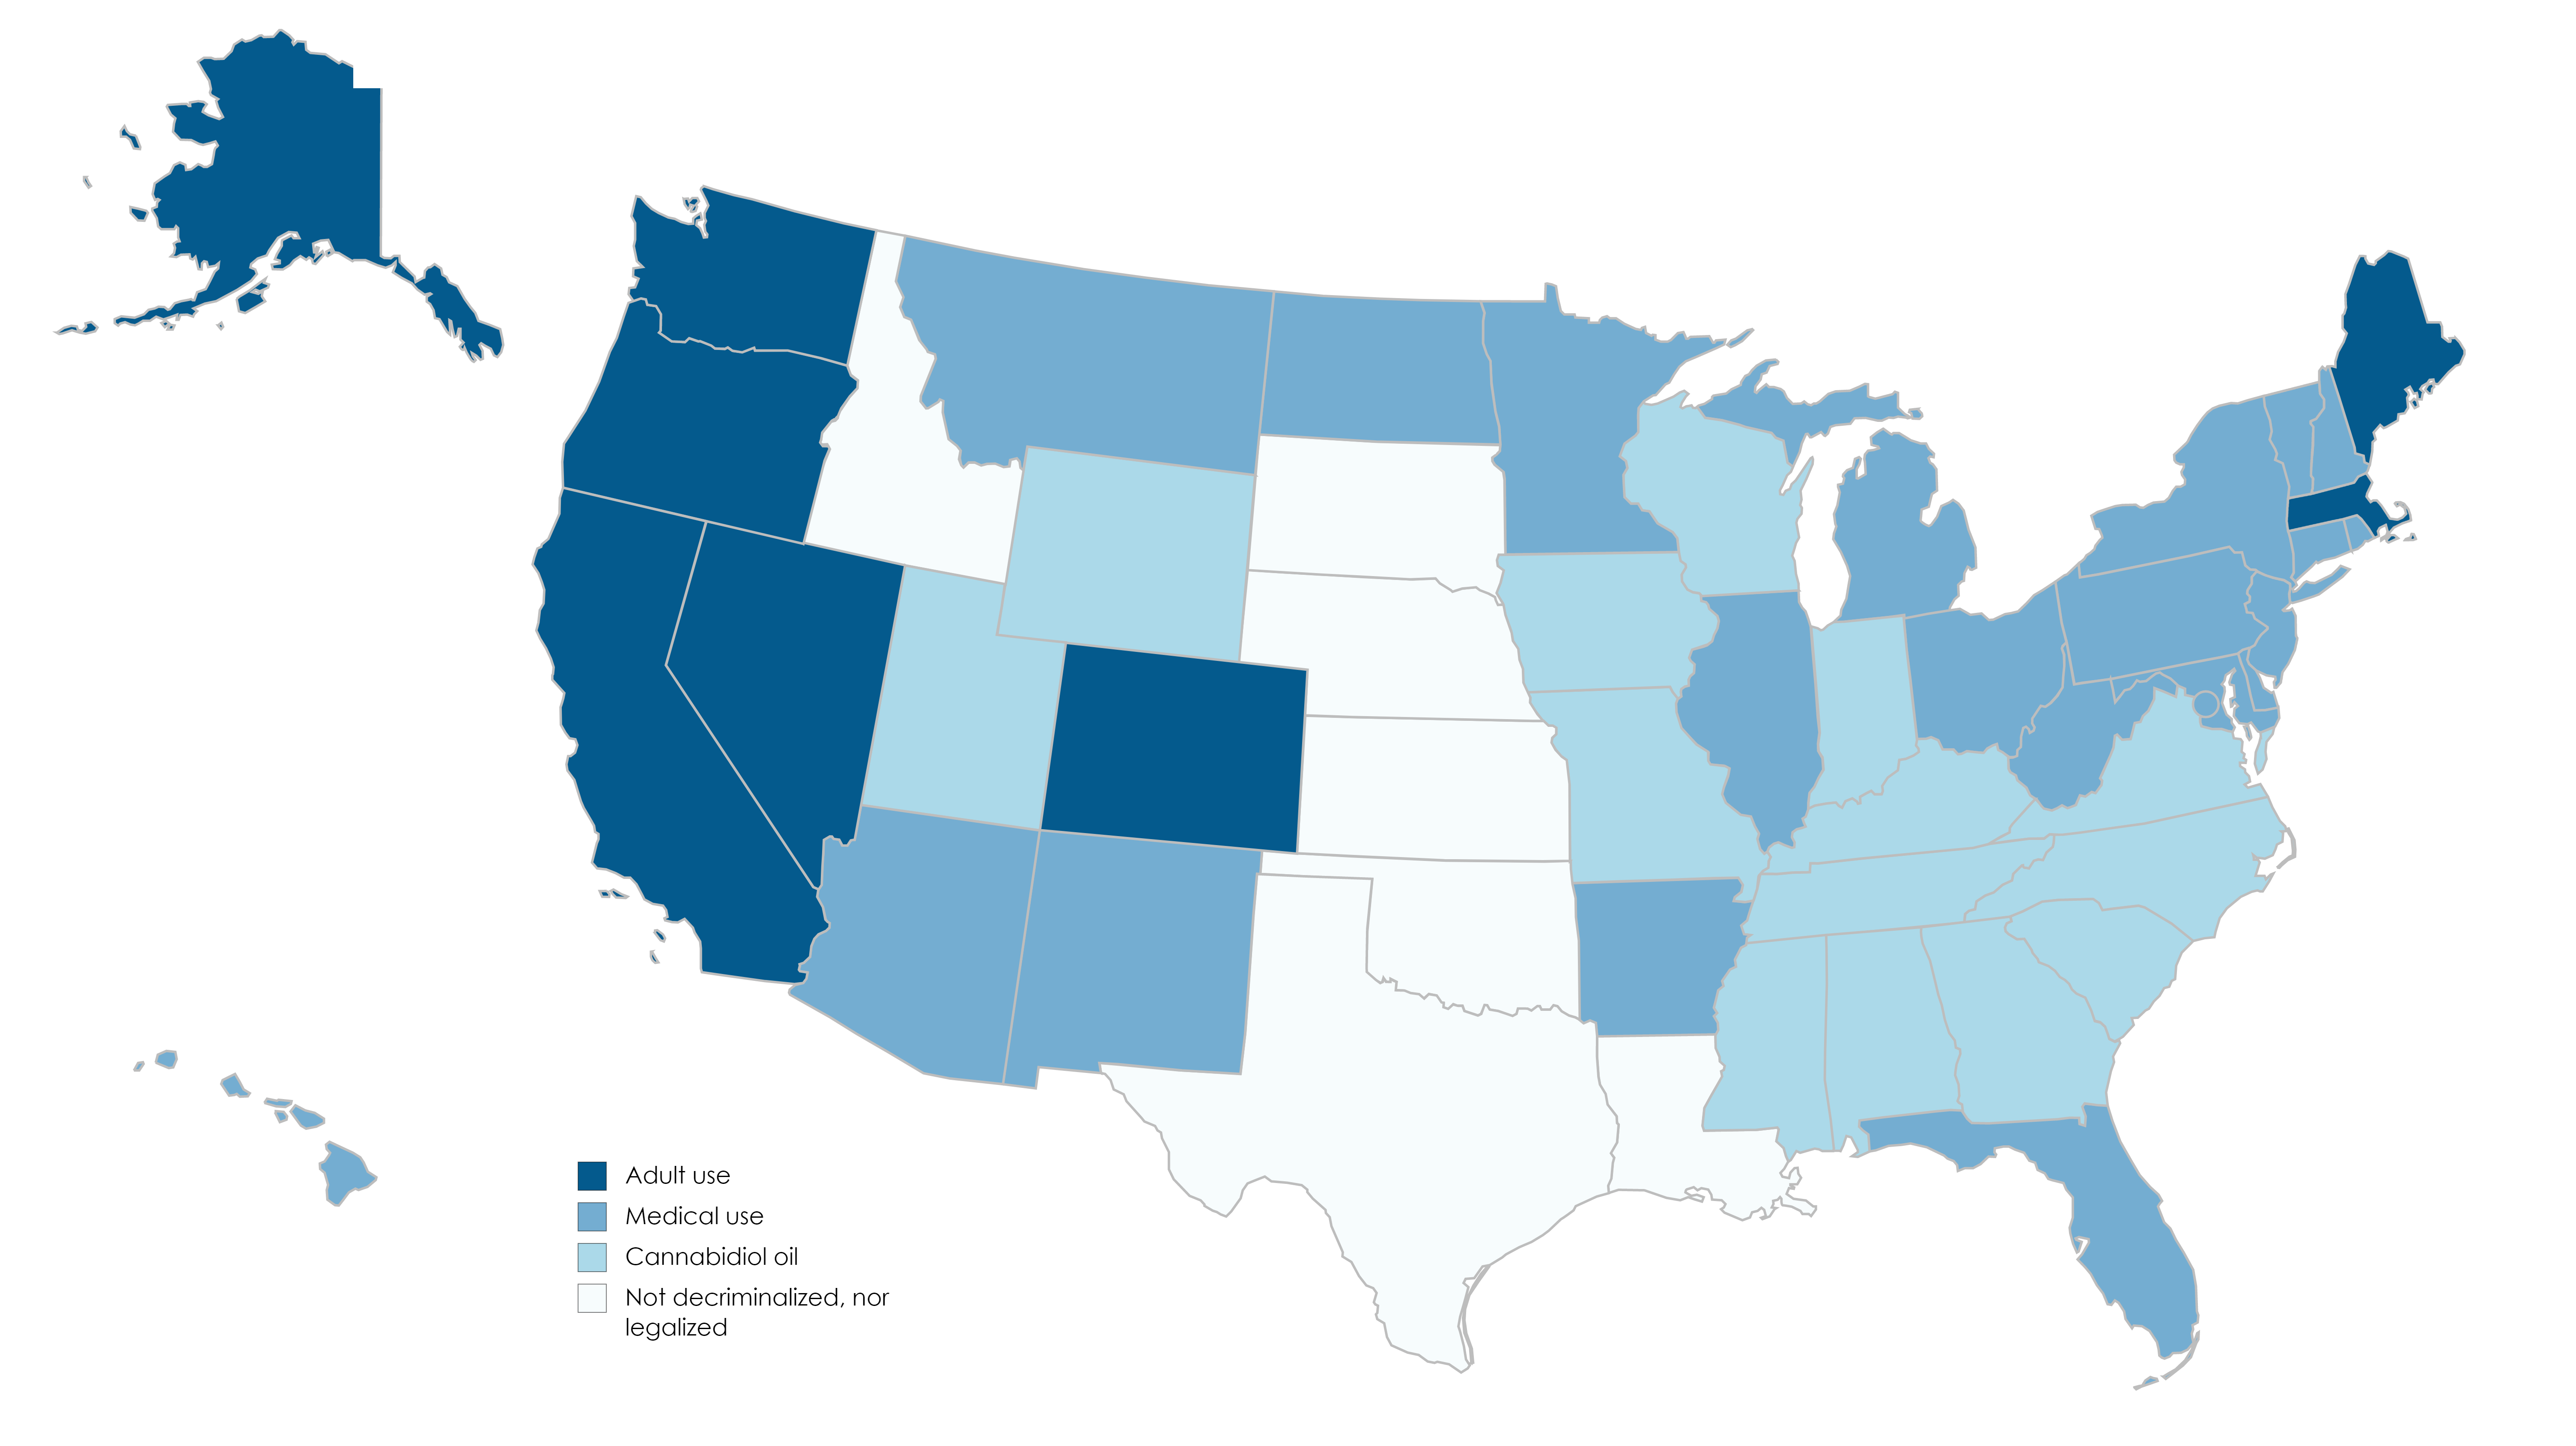 Adult use
Medical use
Cannabidiol oil
Not decriminalized, nor
legalized